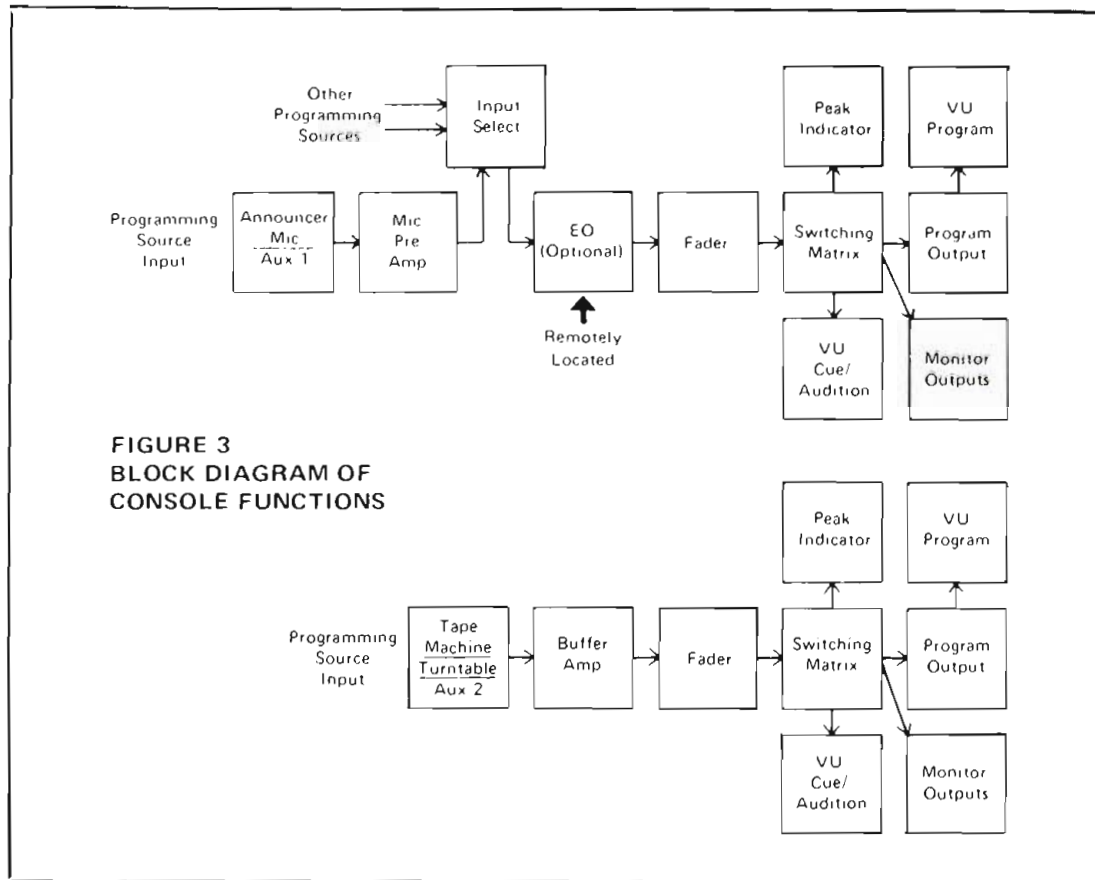 Other
Programming
Sources
Input
Select
Peak
Indicator
VU
Program
Programming
Source
Input
Announcer
Mic
Aux 1
Mic
Pre
Amp
EO
(Optional)
Fader
Switching
Matrix
Program
Output
Remotely
Located
VU
Cue/
Audition
Monitor
Outputs
FIGURE 3
BLOCK DIAGRAM OF
CONSOLE FUNCTIONS
Peak
Indicator
VU
Program
Programming
Source
Input
Tape
Machine
Turntable
Aux 2
Buffer
Amp
Fader
Switching
Matrix
Program
Output
VU
Cue/
Audition
Monitor
Outputs